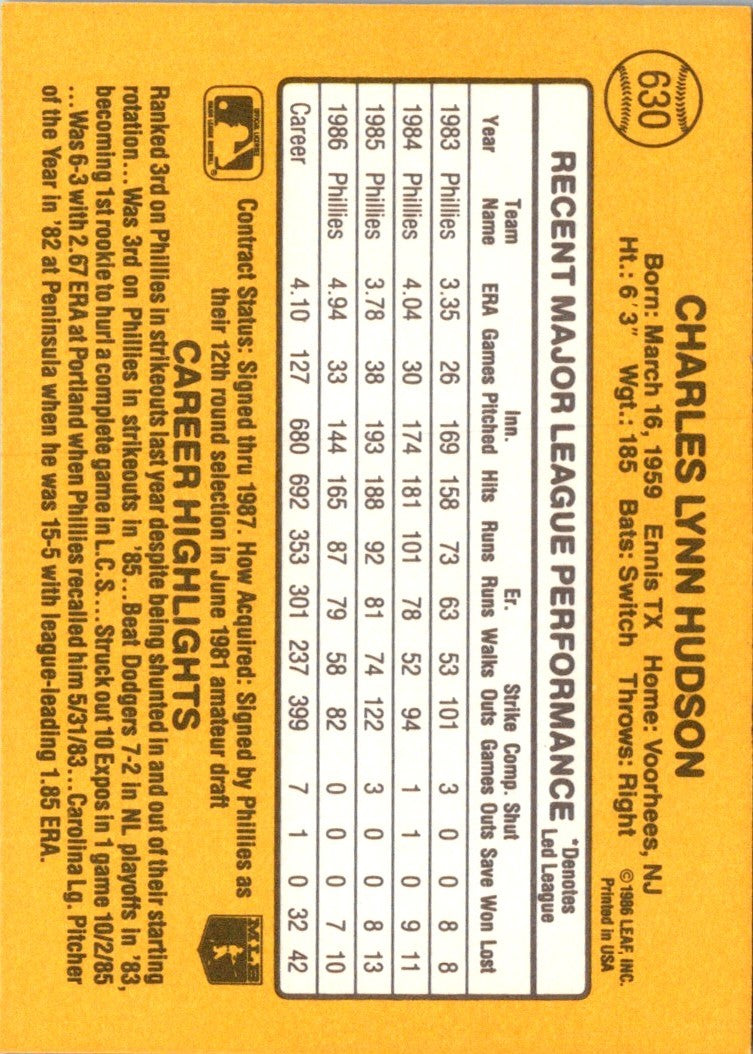 630
CHARLES LYNN HUDSON
Born: March 16, 1959 Ennis TX Home: Voorhees, NJ
Ht.: 6'3" Wgt.: 185 Bats: Switch Throws: Right
©1986 LEAF, INC.
Printed in USA
RECENT MAJOR LEAGUE PERFORMANCE *Denotes Led League
Year Team Name ERA Games Inn. Pitched Hits Runs Er. Runs Walks Strike Outs Comp. Games Shut Outs Save Won Lost
1983 Phillies 3.35 26 169 158 73 63 53 101 3 0 0 8 8
1984 Phillies 4.04 30 174 181 101 78 52 94 1 1 0 9 11
1985 Phillies 3.78 38 193 188 92 81 74 122 3 0 0 8 13
1986 Phillies 4.94 33 144 165 87 79 58 82 0 0 0 7 10
Career 4.10 127 680 692 353 301 237 399 7 1 0 32 42
OFFICIAL LICENSEE
MAJOR LEAGUE BASEBALL
Contract Status: Signed thru 1987. How Acquired: Signed by Phillies as
their 12th round selection in June 1981 amateur draft
MLB
CAREER HIGHLIGHTS
Ranked 3rd on Phillies in strikeouts last year despite being shunted in and out of their starting
rotation...Was 3rd on Phillies in strikeouts in '85...Beat Dodgers 7-2 in NL playoffs in '83,
becoming 1st rookie to hurl a complete game in L.C.S....Struck out 10 Expos in 1 game 10/2/85
...Was 6-3 with 2.67 ERA at Portland when Phillies recalled him 5/31/83...Carolina Lg. Pitcher
of the Year in '82 at Peninsula when he was 15-5 with league-leading 1.85 ERA.